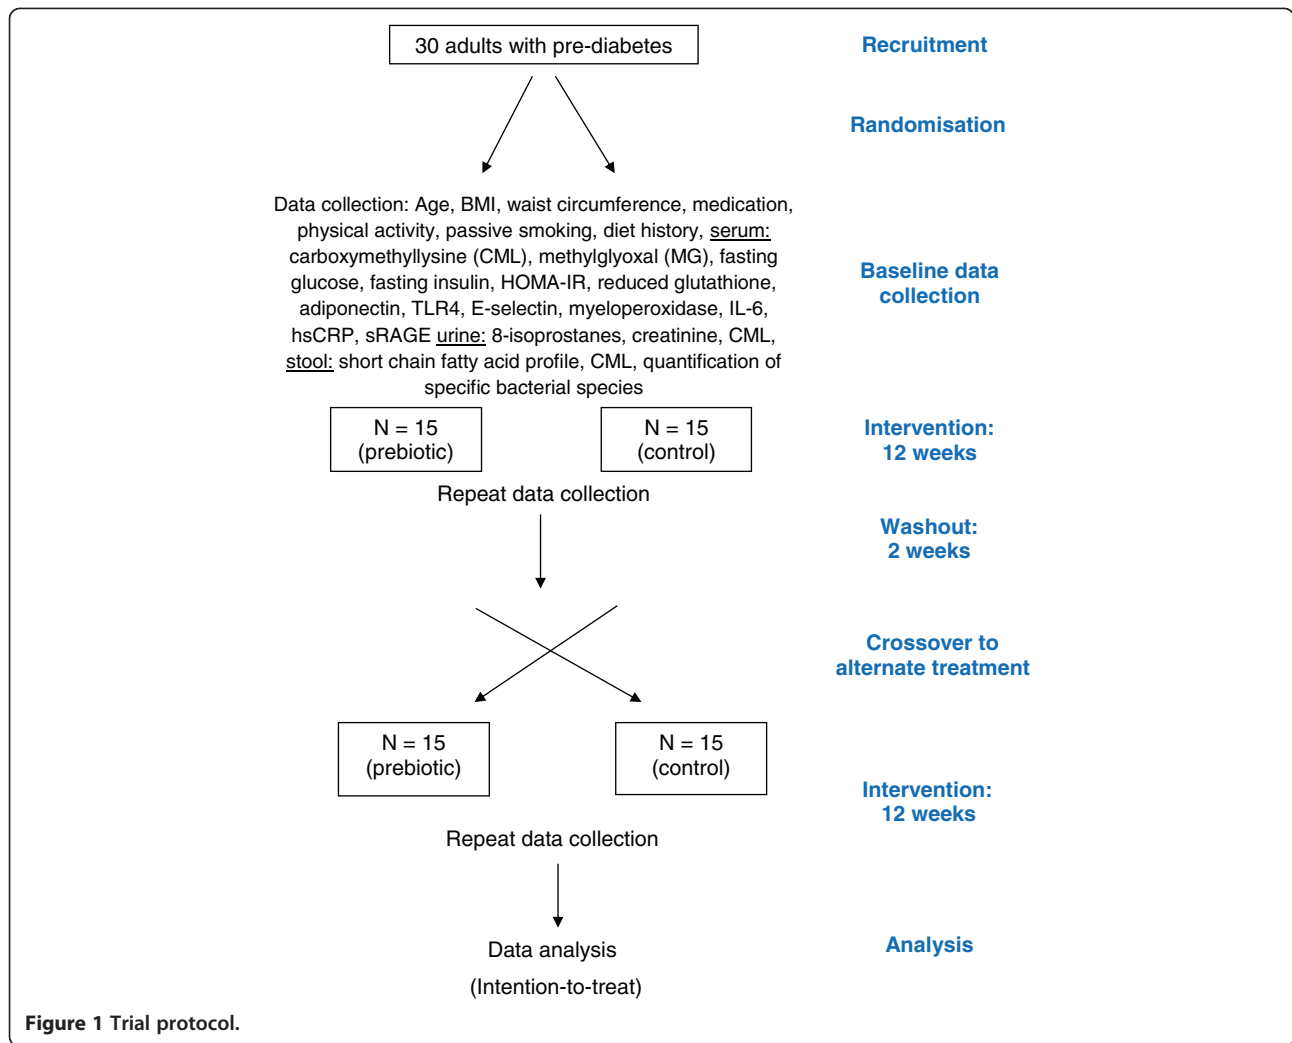 30 adults with pre-diabetes
Recruitment
Randomisation
Data collection: Age, BMI, waist circumference, medication,
physical activity, passive smoking, diet history, serum:
carboxymethyllysine (CML), methylglyoxal (MG), fasting
glucose, fasting insulin, HOMA-IR, reduced glutathione,
adiponectin, TLR4, E-selectin, myeloperoxidase, IL-6,
hsCRP, sRAGE urine: 8-isoprostanes, creatinine, CML,
stool: short chain fatty acid profile, CML, quantification of
specific bacterial species
Baseline data
collection
N = 15
(prebiotic)
N = 15
(control)
Intervention:
12 weeks
Repeat data collection
Washout:
2 weeks
Crossover to
alternate treatment
N = 15
(prebiotic)
N = 15
(control)
Intervention:
12 weeks
Repeat data collection
Data analysis
(Intention-to-treat)
Analysis
Figure 1 Trial protocol.